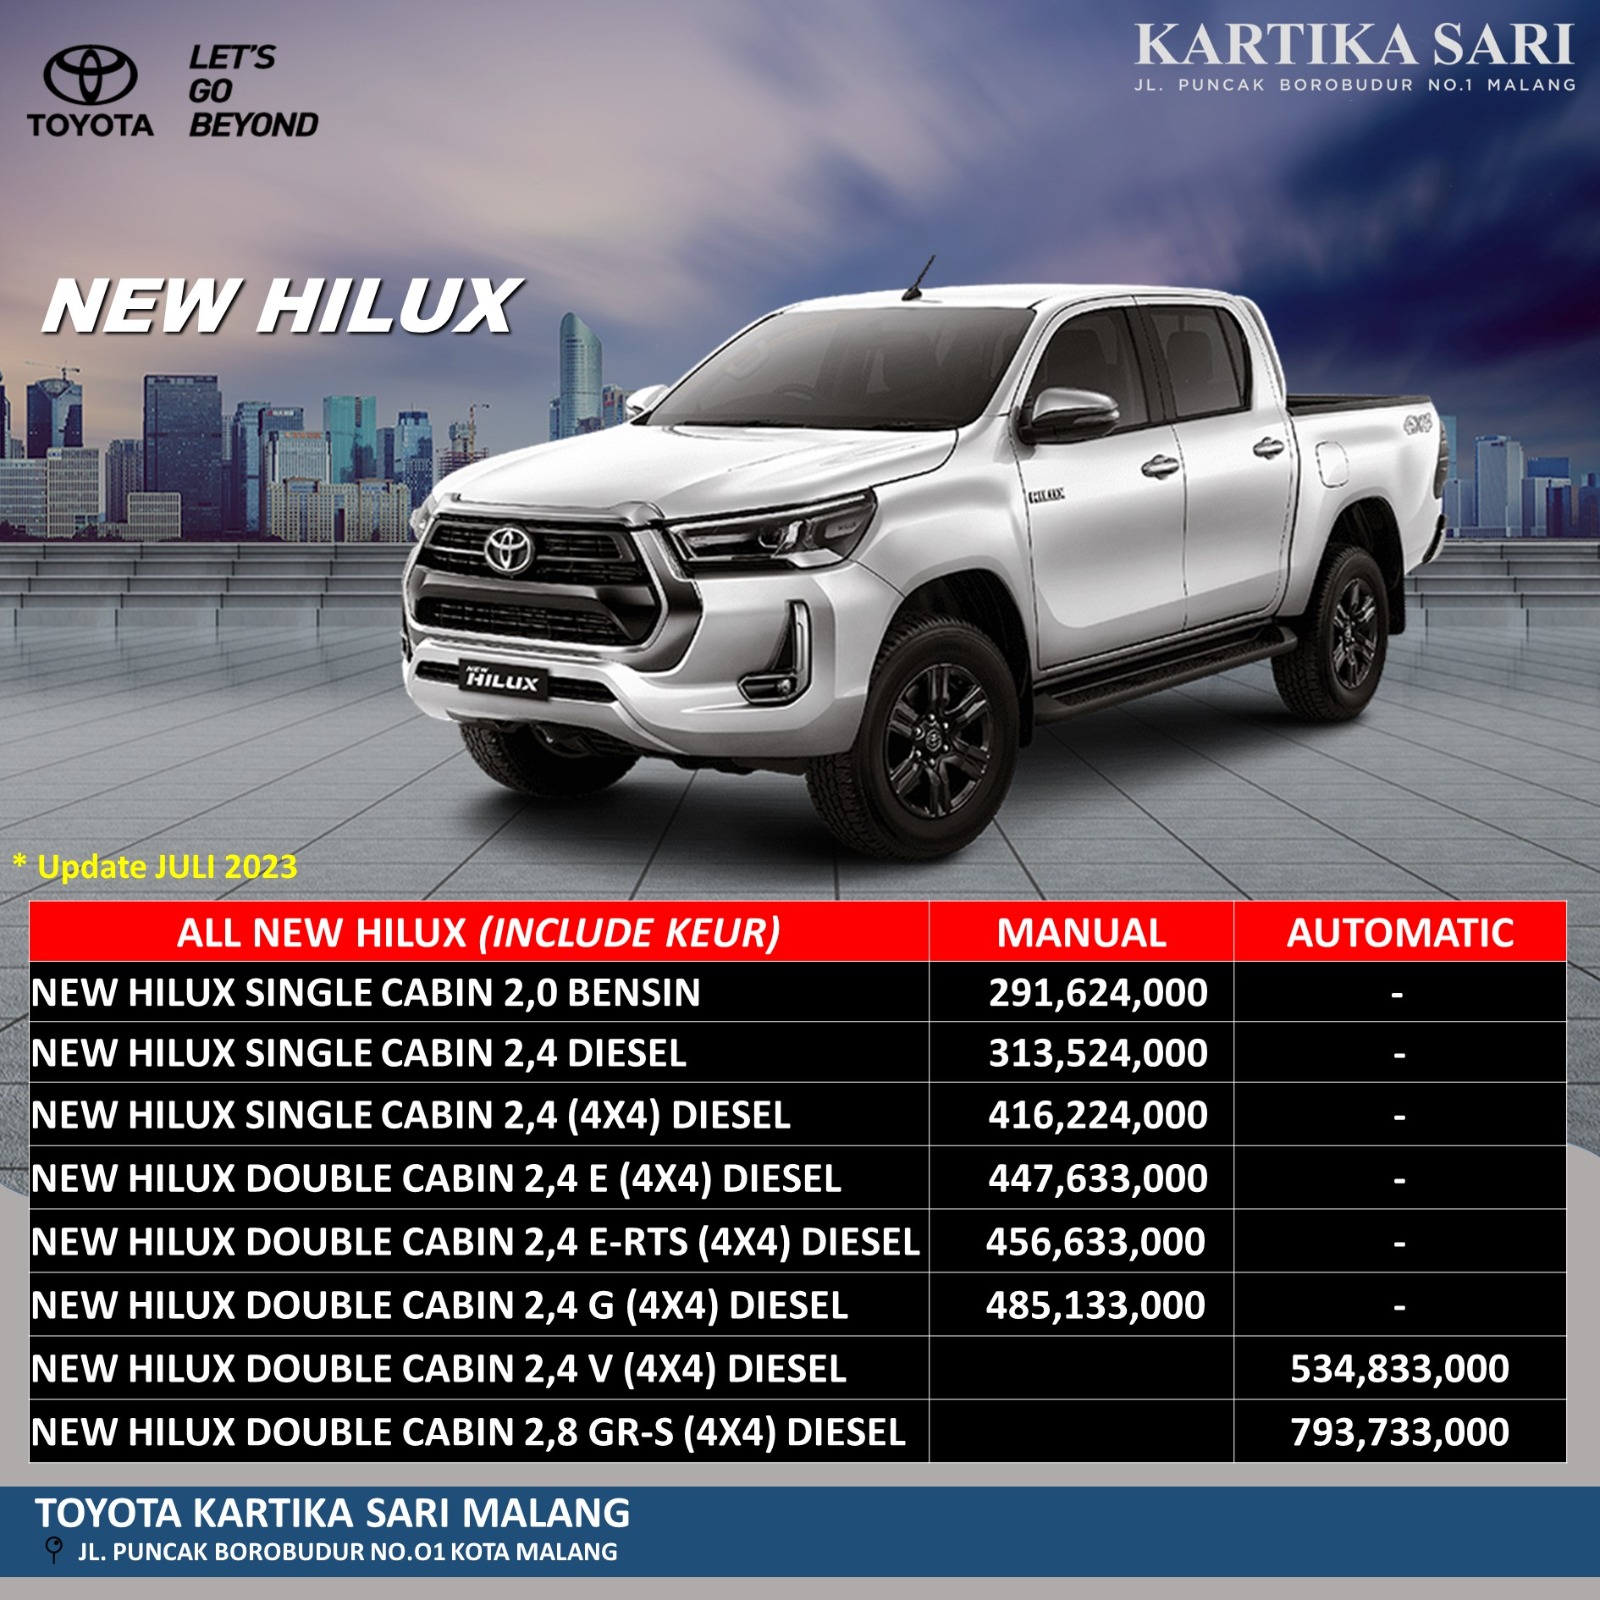 TOYOTA
LET'S
GO
BEYOND
KARTIKA SARI
JL. PUNCAK BOROBUDUR NO.1 MALANG
NEW HILUX
4X4
HILUX
NEW
HILUX
* Update JULI 2023
ALL NEW HILUX (INCLUDE KEUR) MANUAL AUTOMATIC
NEW HILUX SINGLE CABIN 2,0 BENSIN 291,624,000 -
NEW HILUX SINGLE CABIN 2,4 DIESEL 313,524,000 -
NEW HILUX SINGLE CABIN 2,4 (4X4) DIESEL 416,224,000 -
NEW HILUX DOUBLE CABIN 2,4 E (4X4) DIESEL 447,633,000 -
NEW HILUX DOUBLE CABIN 2,4 E-RTS (4X4) DIESEL 456,633,000 -
NEW HILUX DOUBLE CABIN 2,4 G (4X4) DIESEL 485,133,000 -
NEW HILUX DOUBLE CABIN 2,4 V (4X4) DIESEL 534,833,000
NEW HILUX DOUBLE CABIN 2,8 GR-S (4X4) DIESEL 793,733,000
TOYOTA KARTIKA SARI MALANG
JL. PUNCAK BOROBUDUR NO.O1 KOTA MALANG